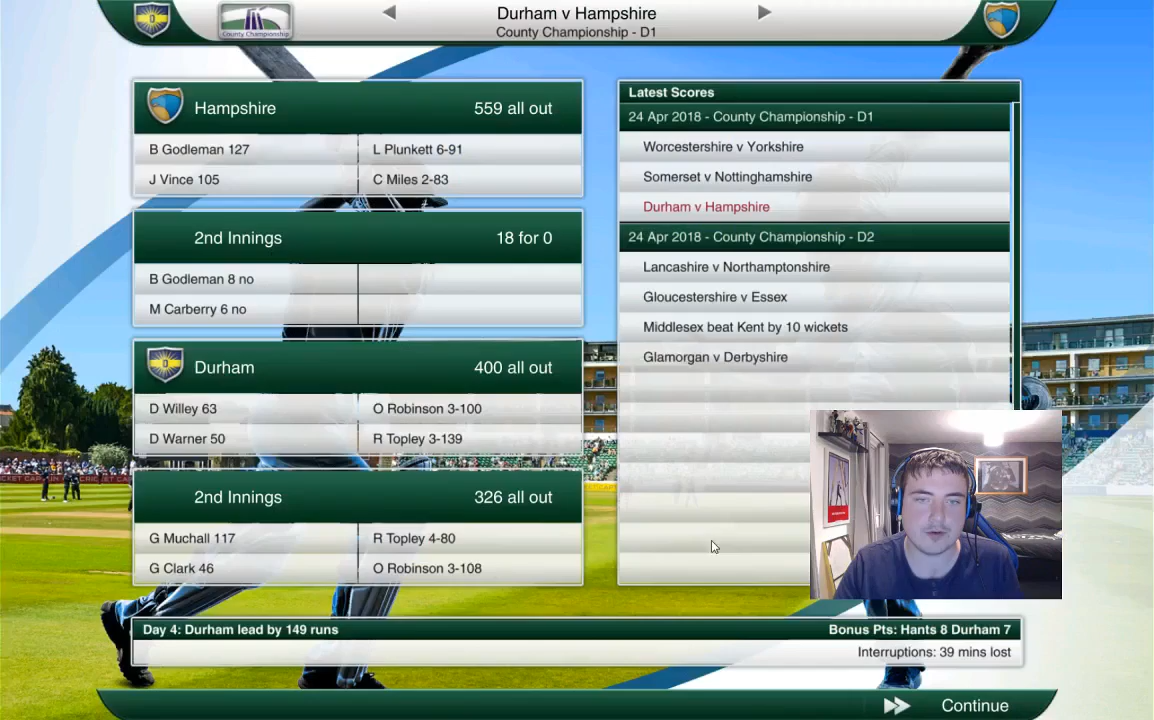 Durham v Hampshire
County Championship - D1
County Championship
Hampshire 559 all out
B Godleman 127 L Plunkett 6-91
J Vince 105 C Miles 2-83
2nd Innings 18 for 0
B Godleman 8 no
M Carberry 6 no
Durham 400 all out
D Willey 63 O Robinson 3-100
D Warner 50 R Topley 3-139
2nd Innings 326 all out
G Muchall 117 R Topley 4-80
G Clark 46 O Robinson 3-108
Latest Scores
24 Apr 2018 - County Championship - D1
Worcestershire v Yorkshire
Somerset v Nottinghamshire
Durham v Hampshire
24 Apr 2018 - County Championship - D2
Lancashire v Northamptonshire
Gloucestershire v Essex
Middlesex beat Kent by 10 wickets
Glamorgan v Derbyshire
Day 4: Durham lead by 149 runs Bonus Pts: Hants 8 Durham 7
Interruptions: 39 mins lost
Continue